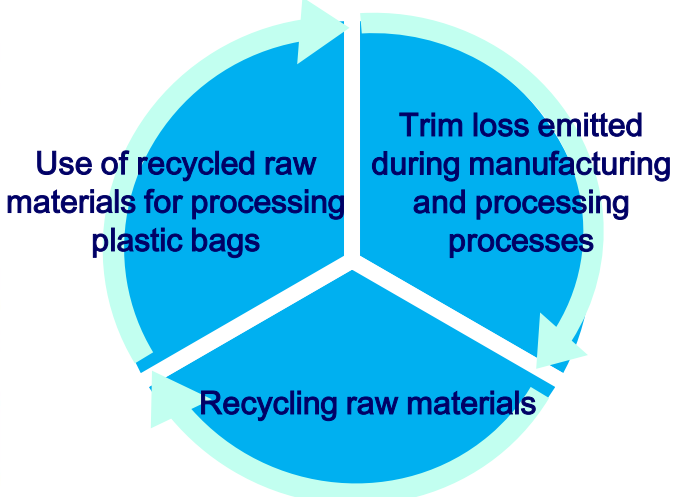 Trim loss emitted
during manufacturing
and processing
processes
Use of recycled raw
materials for processing
plastic bags
Recycling raw materials